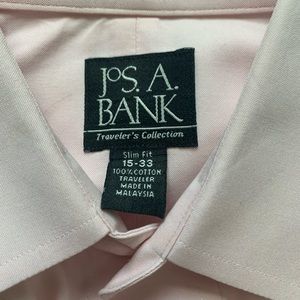 JOS. A.
BANK
Traveler's Collection
Slim Fit
15-33
100% COTTON
TRAVELER
MADE IN
MALAYSIA